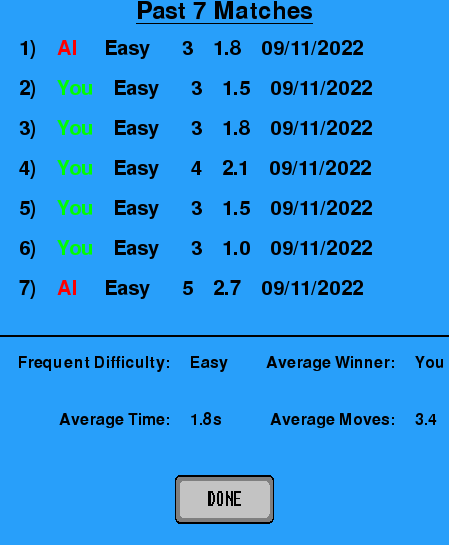 Past 7 Matches
1) AI Easy 3 1.8 09/11/2022
2) You Easy 3 1.5 09/11/2022
3) You Easy 3 1.8 09/11/2022
4) You Easy 4 2.1 09/11/2022
5) You Easy 3 1.5 09/11/2022
6) You Easy 3 1.0 09/11/2022
7) AI Easy 5 2.7 09/11/2022
Frequent Difficulty: Easy Average Winner: You
Average Time: 1.8s Average Moves: 3.4
DONE